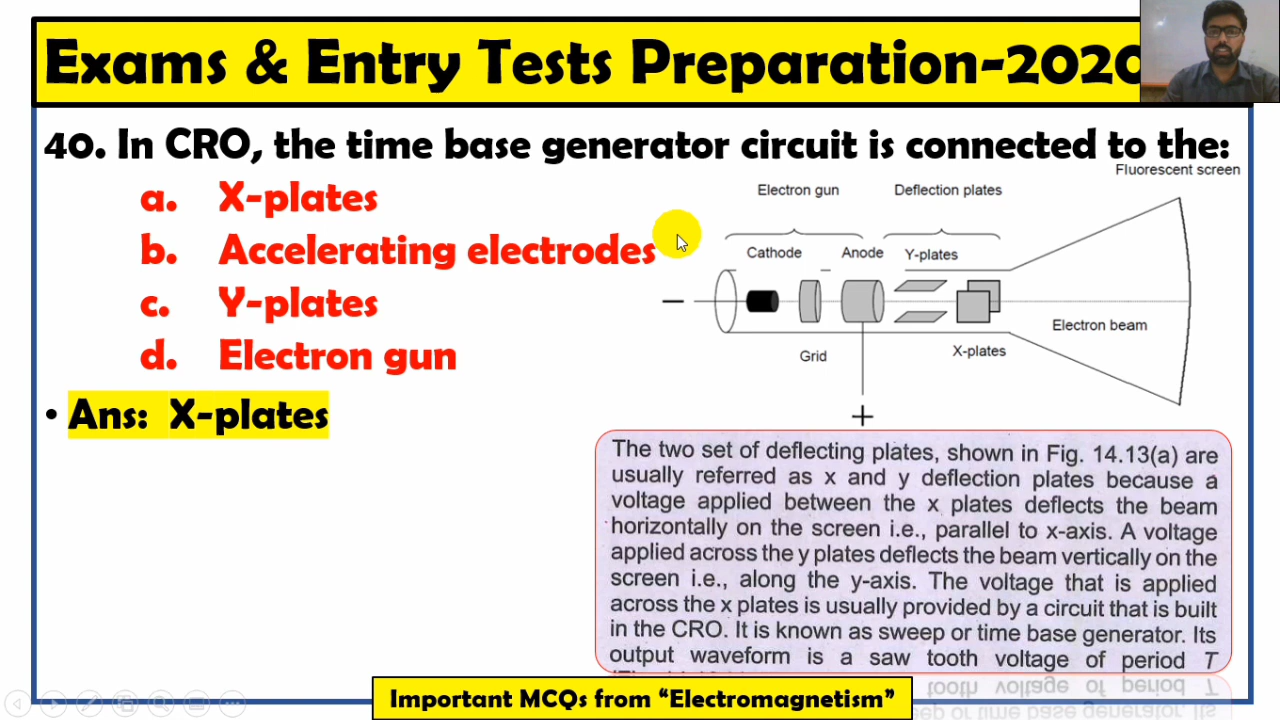 Exams & Entry Tests Preparation-2020
40. In CRO, the time base generator circuit is connected to the:
a. X-plates
b. Accelerating electrodes
c. Y-plates
d. Electron gun
• Ans: X-plates
Fluorescent screen
Electron gun
Deflection plates
Cathode
Anode
Y-plates
−
Electron beam
Grid
X-plates
+
The two set of deflecting plates, shown in Fig. 14.13(a) are
usually referred as x and y deflection plates because a
voltage applied between the x plates deflects the beam
horizontally on the screen i.e., parallel to x-axis. A voltage
applied across the y plates deflects the beam vertically on the
screen i.e., along the y-axis. The voltage that is applied
across the x plates is usually provided by a circuit that is built
in the CRO. It is known as sweep or time base generator. Its
output waveform is a saw tooth voltage of period T
Important MCQs from “Electromagnetism”